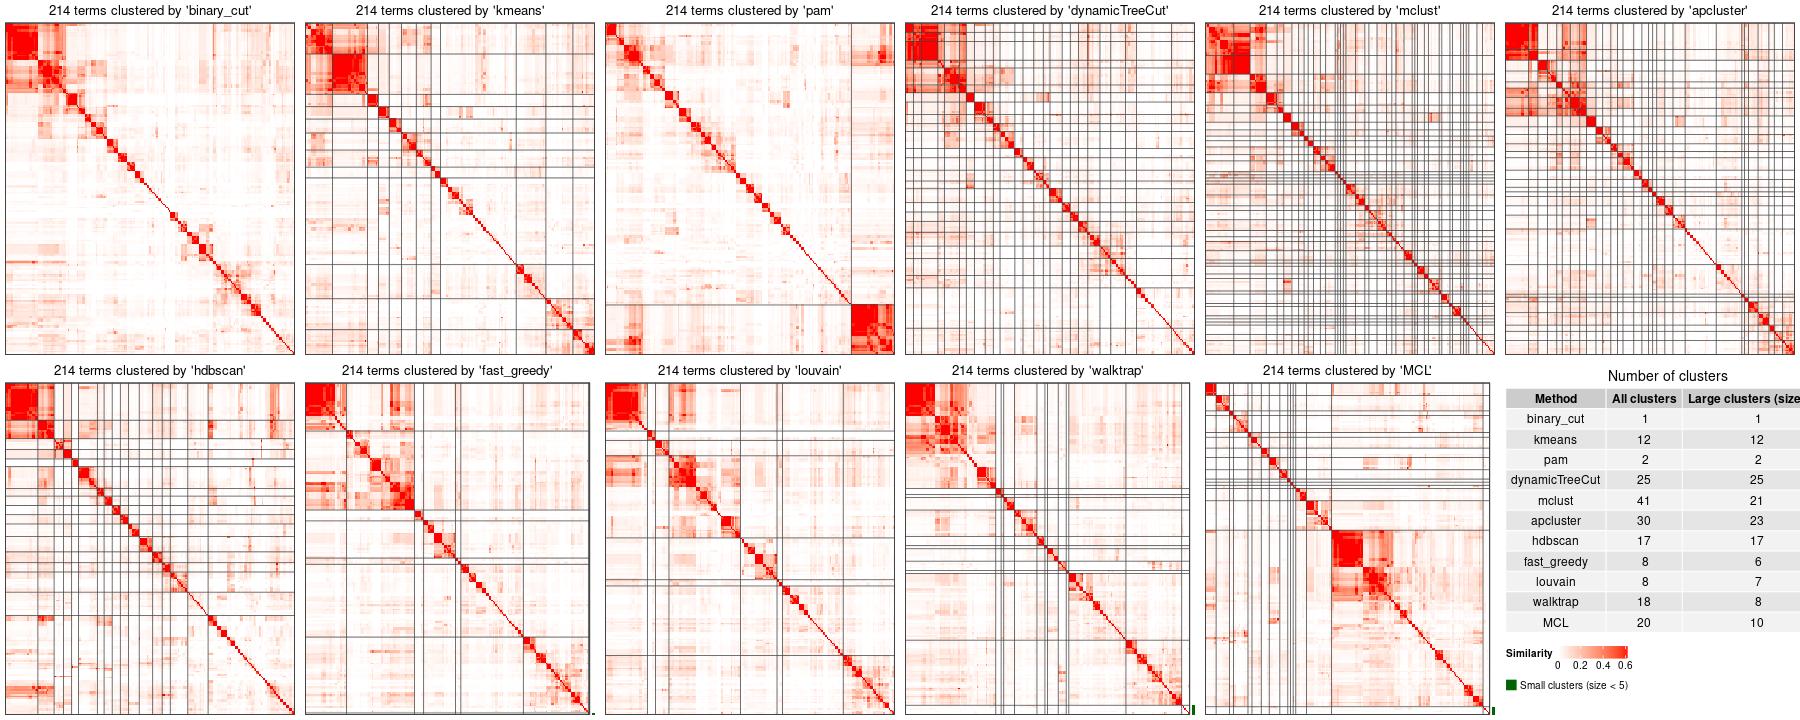 214 terms clustered by 'binary_cut'
214 terms clustered by 'kmeans'
214 terms clustered by 'pam'
214 terms clustered by 'dynamicTreeCut'
214 terms clustered by 'mclust'
214 terms clustered by 'apcluster'
214 terms clustered by 'hdbscan'
214 terms clustered by 'fast_greedy'
214 terms clustered by 'louvain'
214 terms clustered by 'walktrap'
214 terms clustered by 'MCL'
Number of clusters
Method All clusters Large clusters (size
binary_cut 1 1
kmeans 12 12
pam 2 2
dynamicTreeCut 25 25
mclust 41 21
apcluster 30 23
hdbscan 17 17
fast_greedy 8 6
louvain 8 7
walktrap 18 8
MCL 20 10
Similarity
0 0.2 0.4 0.6
Small clusters (size < 5)